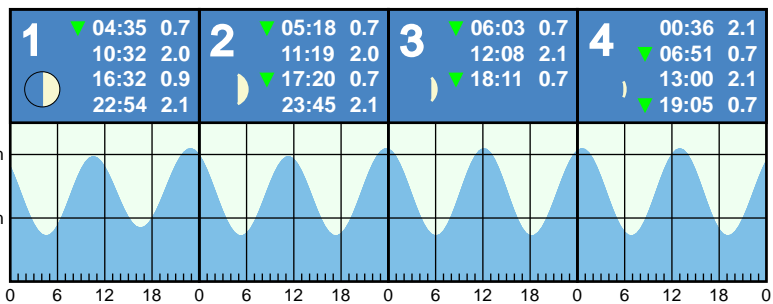 1 ▼ 04:35 0.7
10:32 2.0
16:32 0.9
22:54 2.1
2 ▼ 05:18 0.7
11:19 2.0
▼ 17:20 0.7
23:45 2.1
3 ▼ 06:03 0.7
12:08 2.1
▼ 18:11 0.7
4 00:36 2.1
▼ 06:51 0.7
13:00 2.1
▼ 19:05 0.7
m
m
0 6 12 18 0 6 12 18 0 6 12 18 0 6 12 18 0